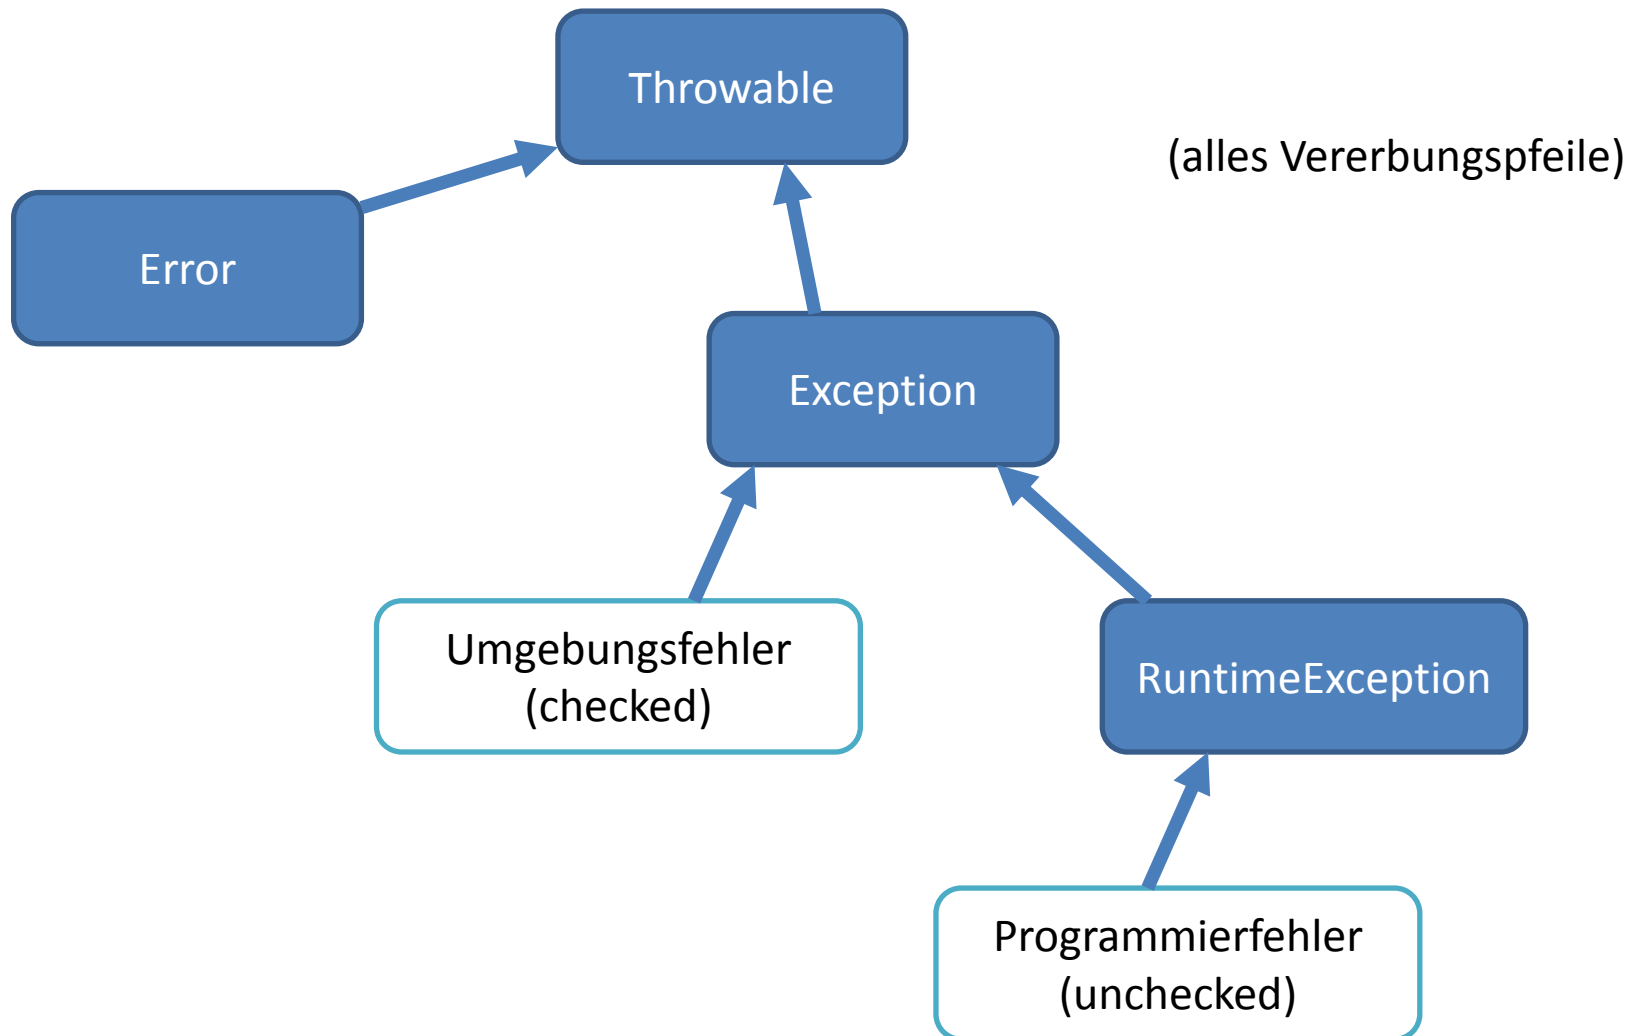 Throwable
(alles Vererbungspfeile)
Error
Exception
Umgebungsfehler
(checked)
RuntimeException
Programmierfehler
(unchecked)